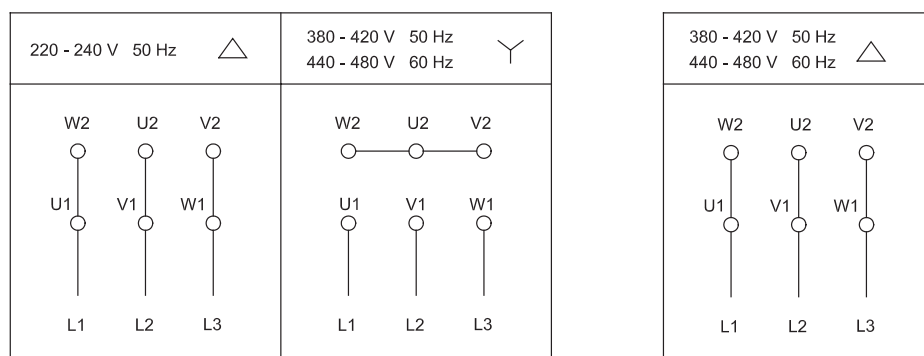 220 - 240 V 50 Hz
380 - 420 V 50 Hz
440 - 480 V 60 Hz
380 - 420 V 50 Hz
440 - 480 V 60 Hz
W2 U2 V2
W2 U2 V2
W2 U2 V2
U1 V1 W1
U1 V1 W1
U1 V1 W1
L1 L2 L3
L1 L2 L3
L1 L2 L3